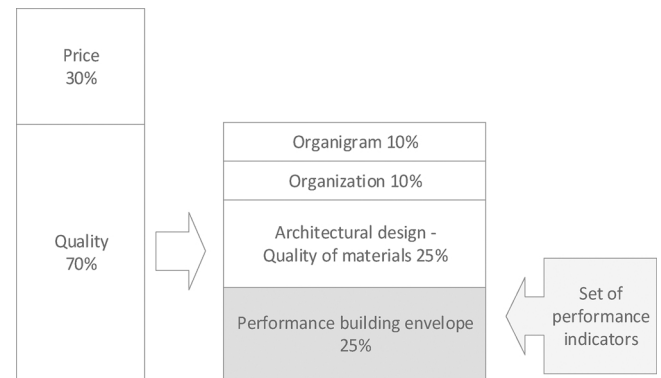 Price
30%
Quality
70%
Organigram 10%
Organization 10%
Architectural design -
Quality of materials 25%
Performance building envelope
25%
Set of
performance
indicators